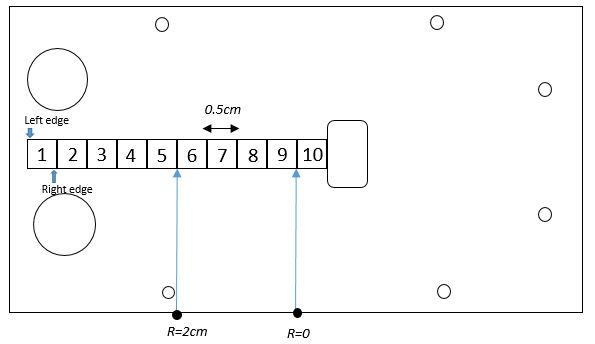 0.5cm
Left edge
1 2 3 4 5 6 7 8 9 10
Right edge
R=2cm
R=0